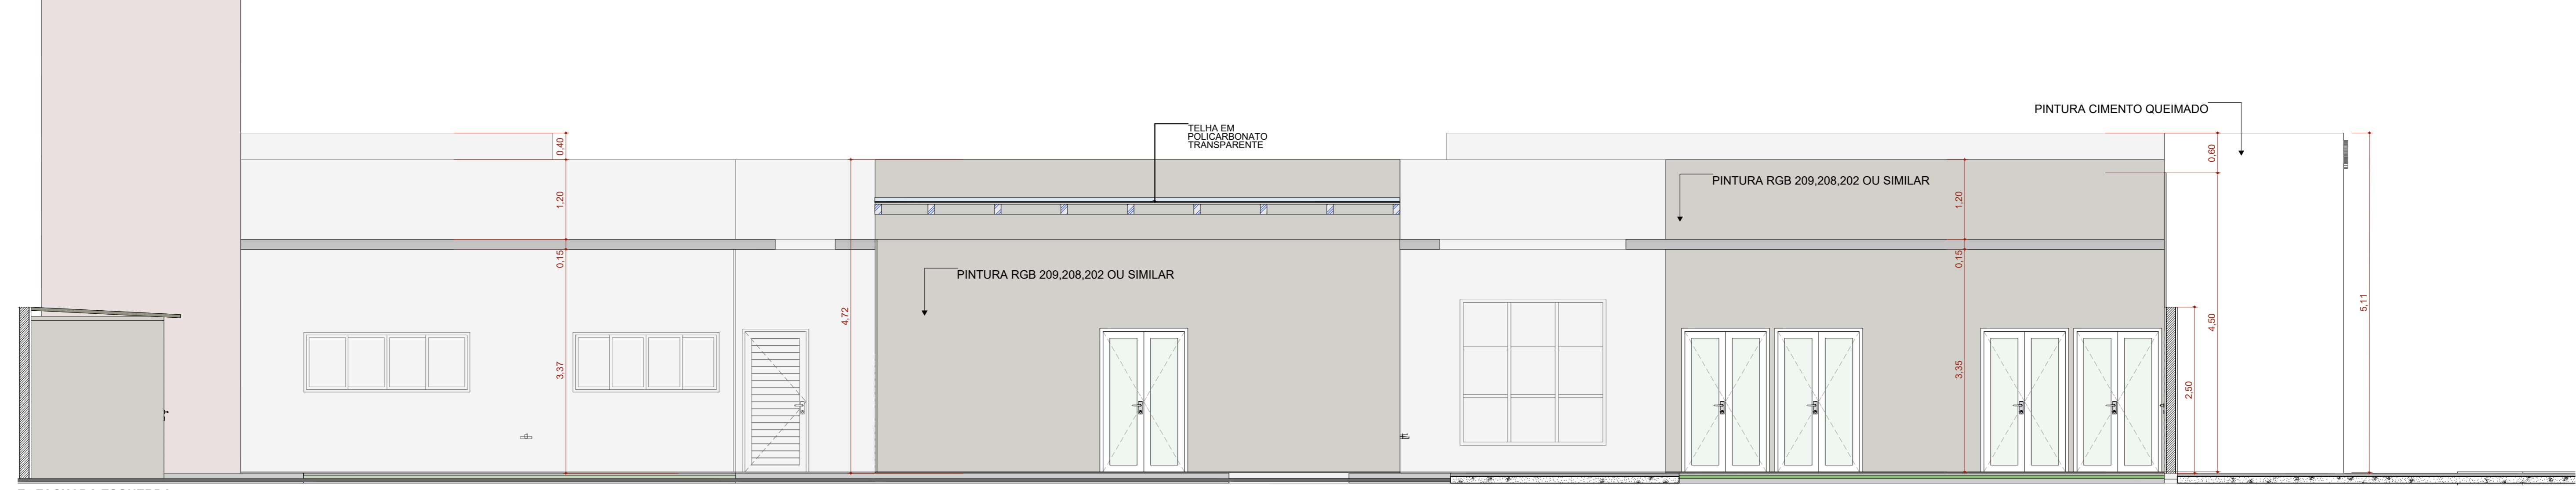 PINTURA CIMENTO QUEIMADO
TELHA EM
POLICARBONATO
TRANSPARENTE
0,40
0,60
PINTURA RGB 209,208,202 OU SIMILAR
1,20
1,20
0,15
0,15
PINTURA RGB 209,208,202 OU SIMILAR
4,72
5,11
4,50
3,37
3,35
2,50